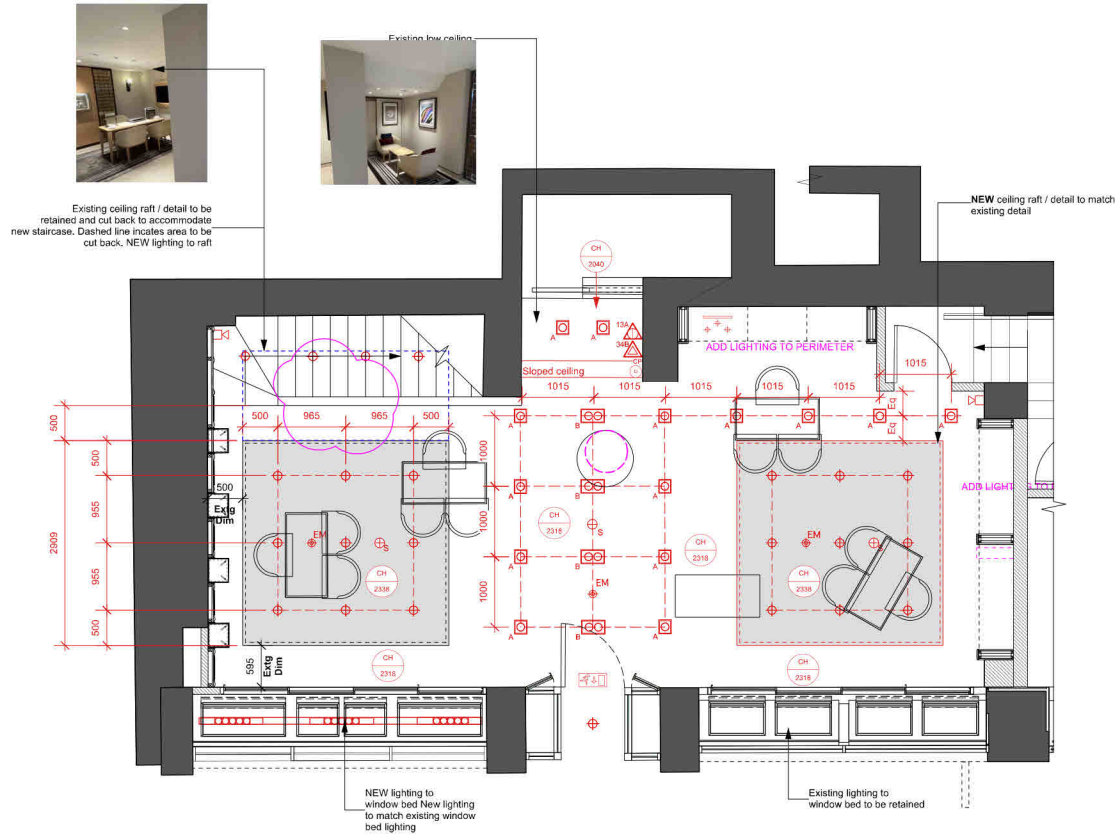 Existing low ceiling
Existing ceiling raft / detail to be
retained and cut back to accommodate
new staircase. Dashed line incates area to be
cut back. NEW lighting to raft
NEW ceiling raft / detail to match
existing detail
CH
2040
13A
34B
CP
A
A
Sloped ceiling
ADD LIGHTING TO PERIMETER
1015
1015
1015
1015
1015
1015
500
965
965
500
500
500
955
955
500
2909
500
Extg
Dim
1000
1000
1000
A
B
A
A
A
A
A
Eq
Eq
A
B
A
A
B
A
A
B
A
ADD LIGHT
EM
S
CH
2338
CH
2318
S
EM
CH
2318
EM
S
CH
2338
595
Extg
Dim
CH
2318
CH
2318
NEW lighting to
window bed New lighting
to match existing window
bed lighting
Existing lighting to
window bed to be retained